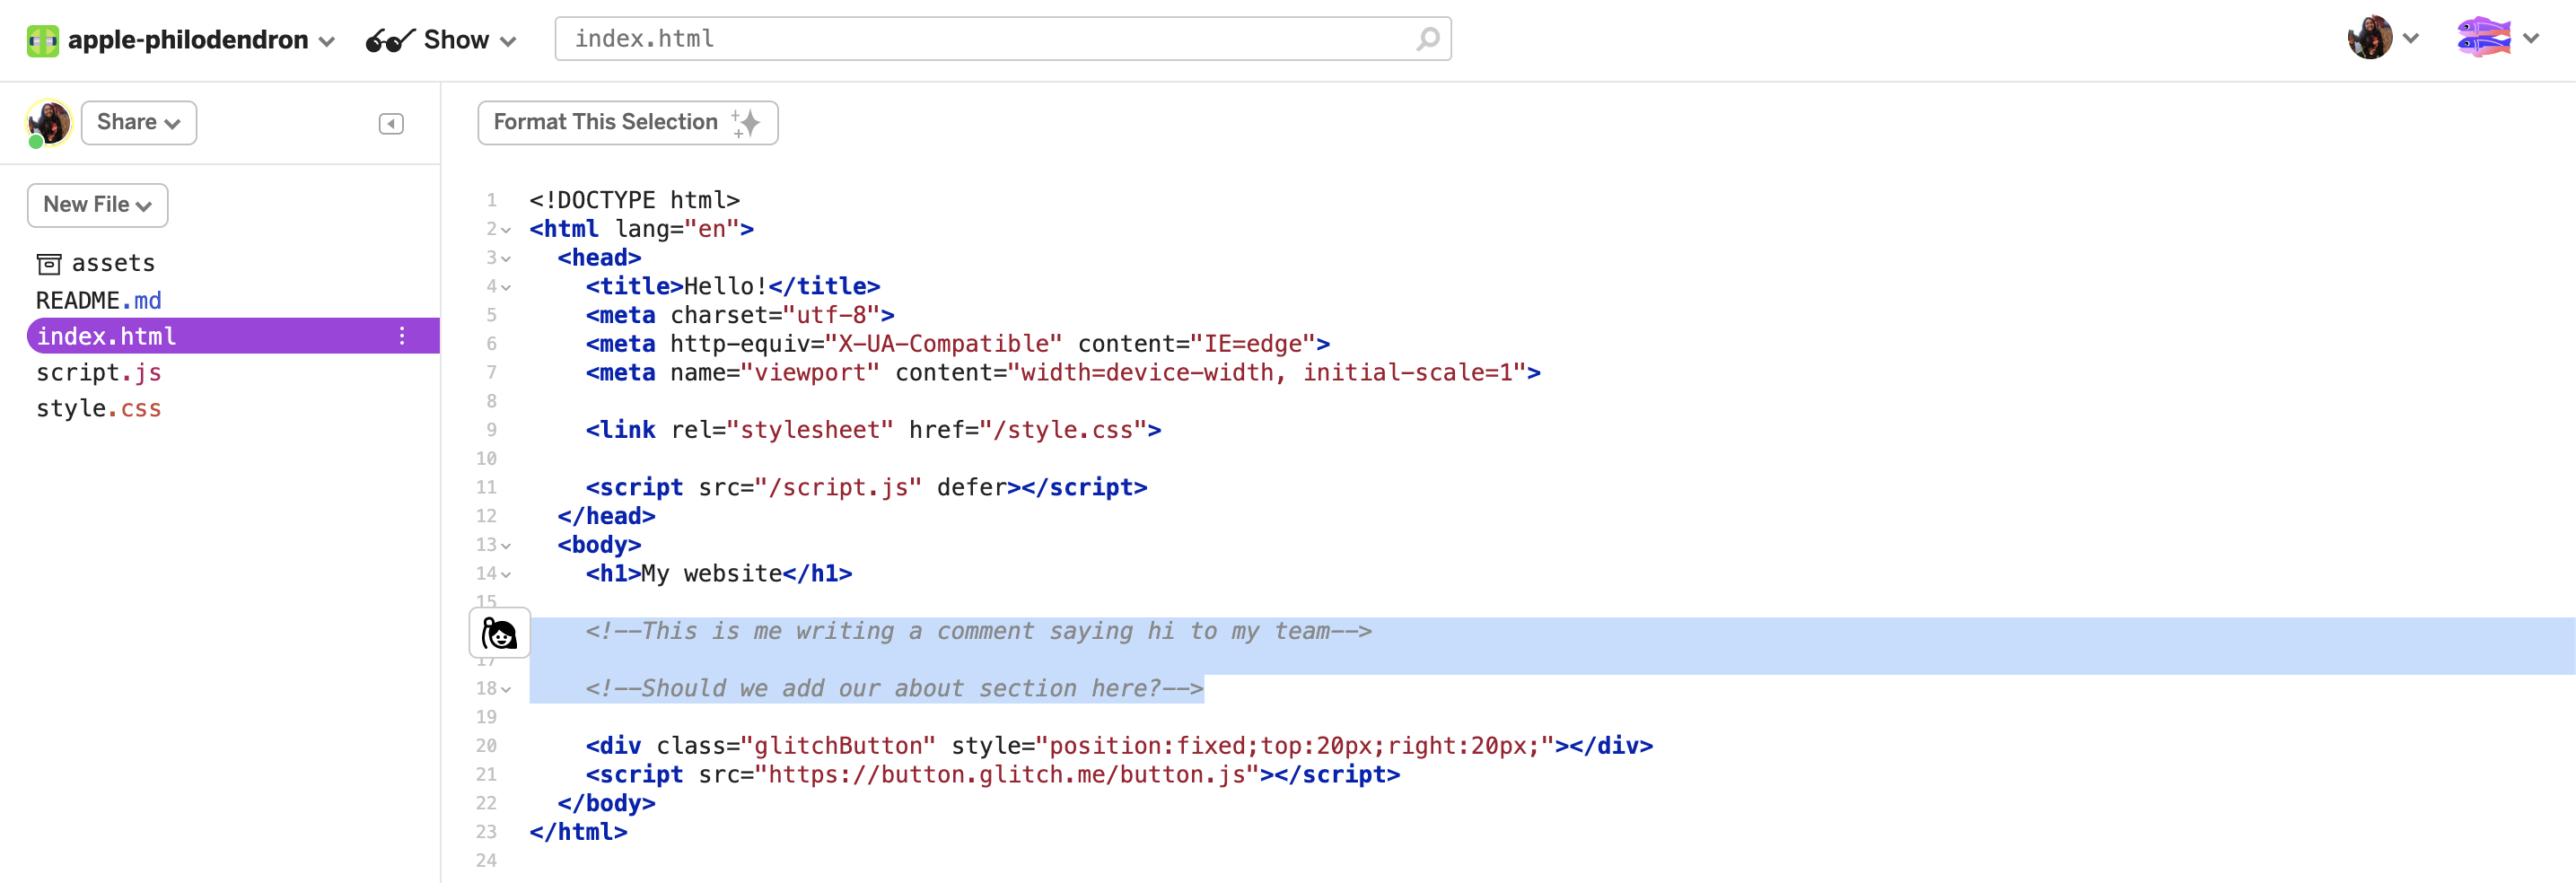 apple-philodendron Show index.html
Share
Format This Selection
New File
assets
README.md
index.html
script.js
style.css
1 <!DOCTYPE html>
2 <html lang="en">
3 <head>
4 <title>Hello!</title>
5 <meta charset="utf-8">
6 <meta http-equiv="X-UA-Compatible" content="IE=edge">
7 <meta name="viewport" content="width=device-width, initial-scale=1">
8
9 <link rel="stylesheet" href="/style.css">
10
11 <script src="/script.js" defer></script>
12 </head>
13 <body>
14 <h1>My website</h1>
15
<!--This is me writing a comment saying hi to my team-->
17
18 <!--Should we add our about section here?-->
19
20 <div class="glitchButton" style="position:fixed;top:20px;right:20px;"></div>
21 <script src="https://button.glitch.me/button.js"></script>
22 </body>
23 </html>
24